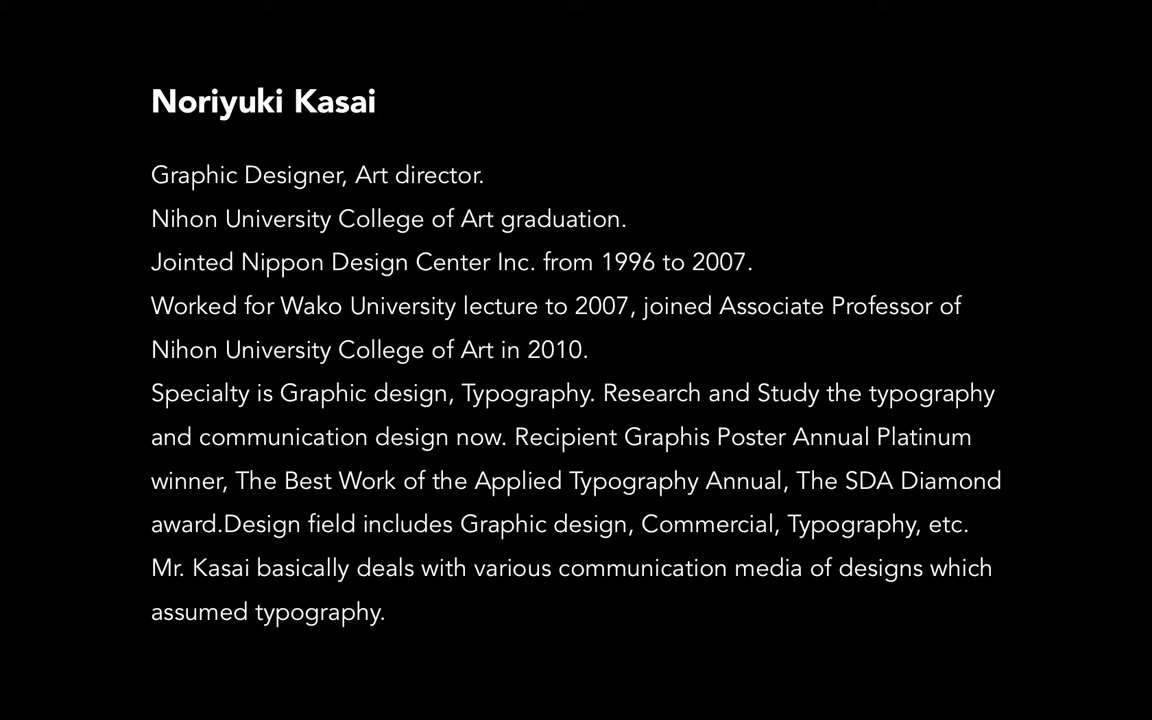 Noriyuki Kasai
Graphic Designer, Art director.
Nihon University College of Art graduation.
Jointed Nippon Design Center Inc. from 1996 to 2007.
Worked for Wako University lecture to 2007, joined Associate Professor of
Nihon University College of Art in 2010.
Specialty is Graphic design, Typography. Research and Study the typography
and communication design now. Recipient Graphis Poster Annual Platinum
winner, The Best Work of the Applied Typography Annual, The SDA Diamond
award.Design field includes Graphic design, Commercial, Typography, etc.
Mr. Kasai basically deals with various communication media of designs which
assumed typography.